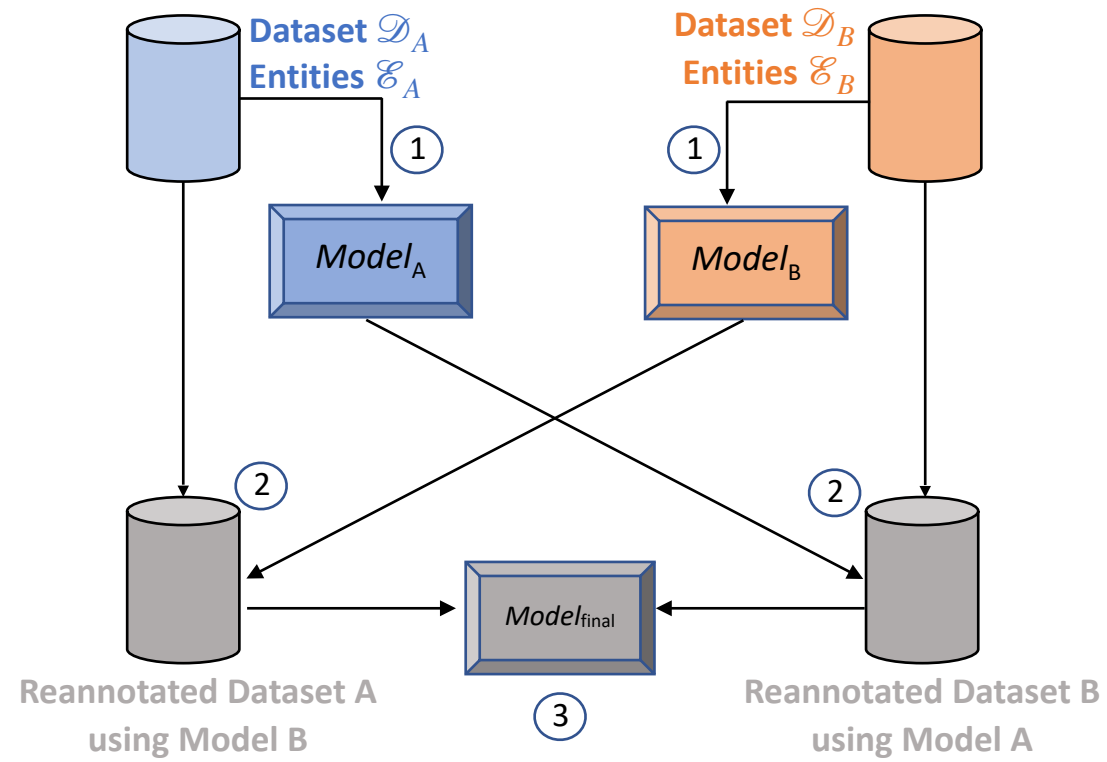 Dataset 𝒟A
Entities ℰA
Dataset 𝒟B
Entities ℰB
1
1
ModelA
ModelB
2
2
Modelfinal
Reannotated Dataset A
using Model B
3
Reannotated Dataset B
using Model A